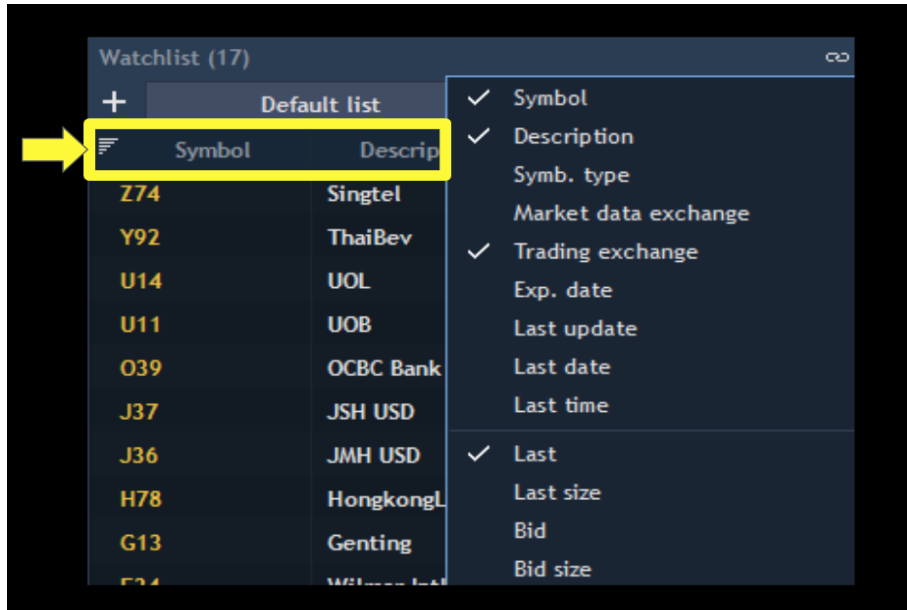 Watchlist (17)
+ Default list
Symbol Descrip
Z74 Singtel
Y92 ThaiBev
U14 UOL
U11 UOB
O39 OCBC Bank
J37 JSH USD
J36 JMH USD
H78 HongkongL
G13 Genting
Symbol
Description
Symb. type
Market data exchange
Trading exchange
Exp. date
Last update
Last date
Last time
Last
Last size
Bid
Bid size